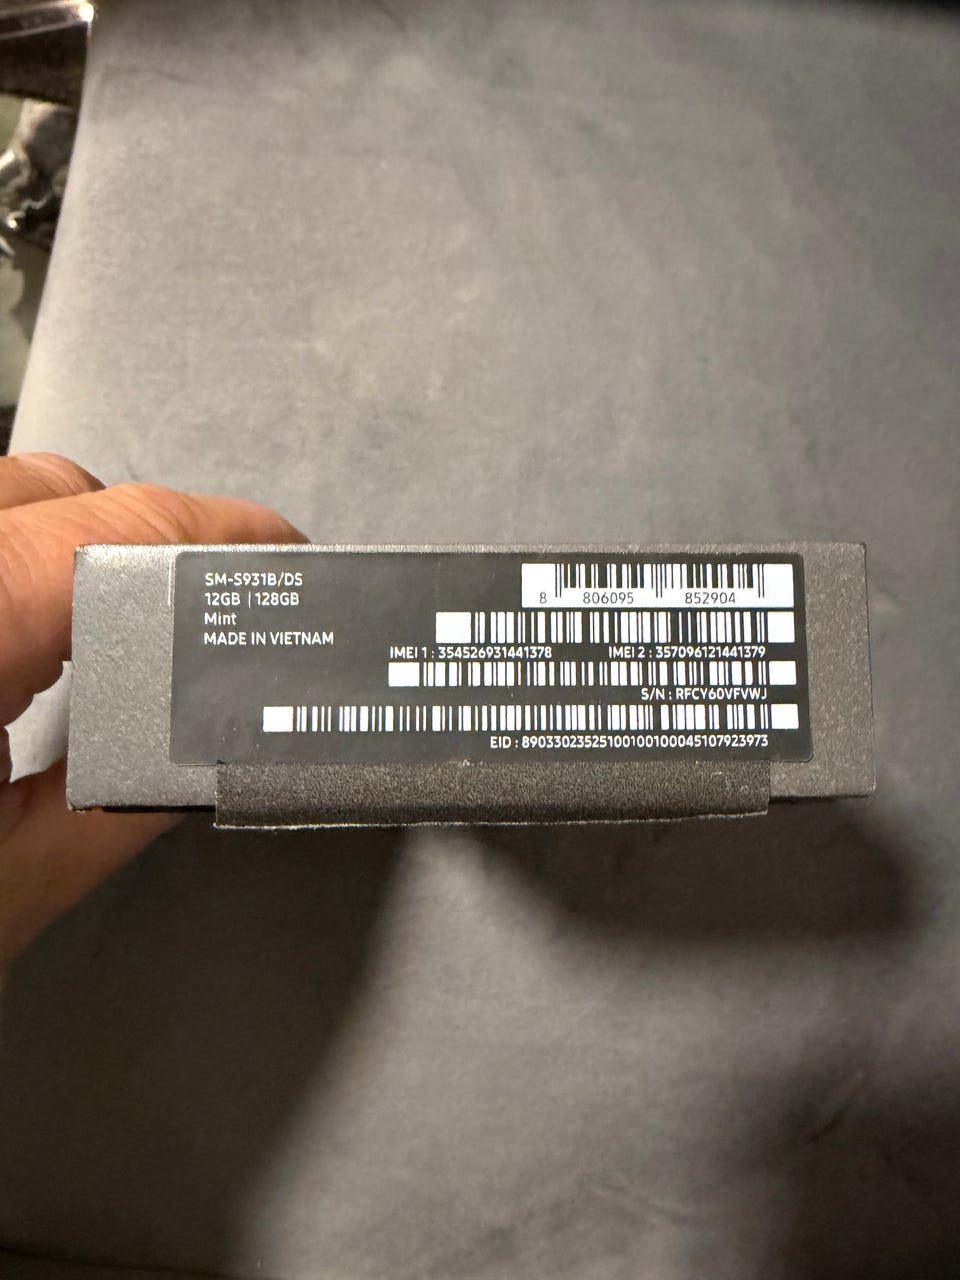 SM-S931B/DS
12GB | 128GB
Mint
MADE IN VIETNAM
8 806095 852904
IMEI 1 : 354526931441378 IMEI 2 : 357096121441379
S/N : RFCY60VFVWJ
EID : 89033023525100100100045107923973